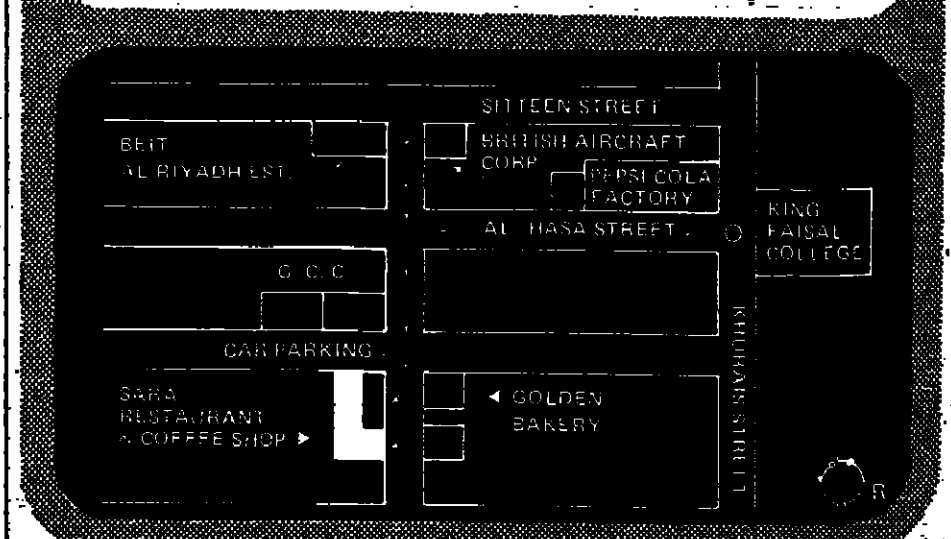 SITTEEN STREET
BEIT
AL RIYADH EST.
BRITISH AIRCRAFT
CORP
PEPSI COLA
FACTORY
AL HASA STREET
KING
FAISAL
COLLEGE
G. C. C.
CAR PARKING
KHURAIS STREET
SARA
RESTAURANT
& COFFEE SHOP
GOLDEN
BAKERY
R